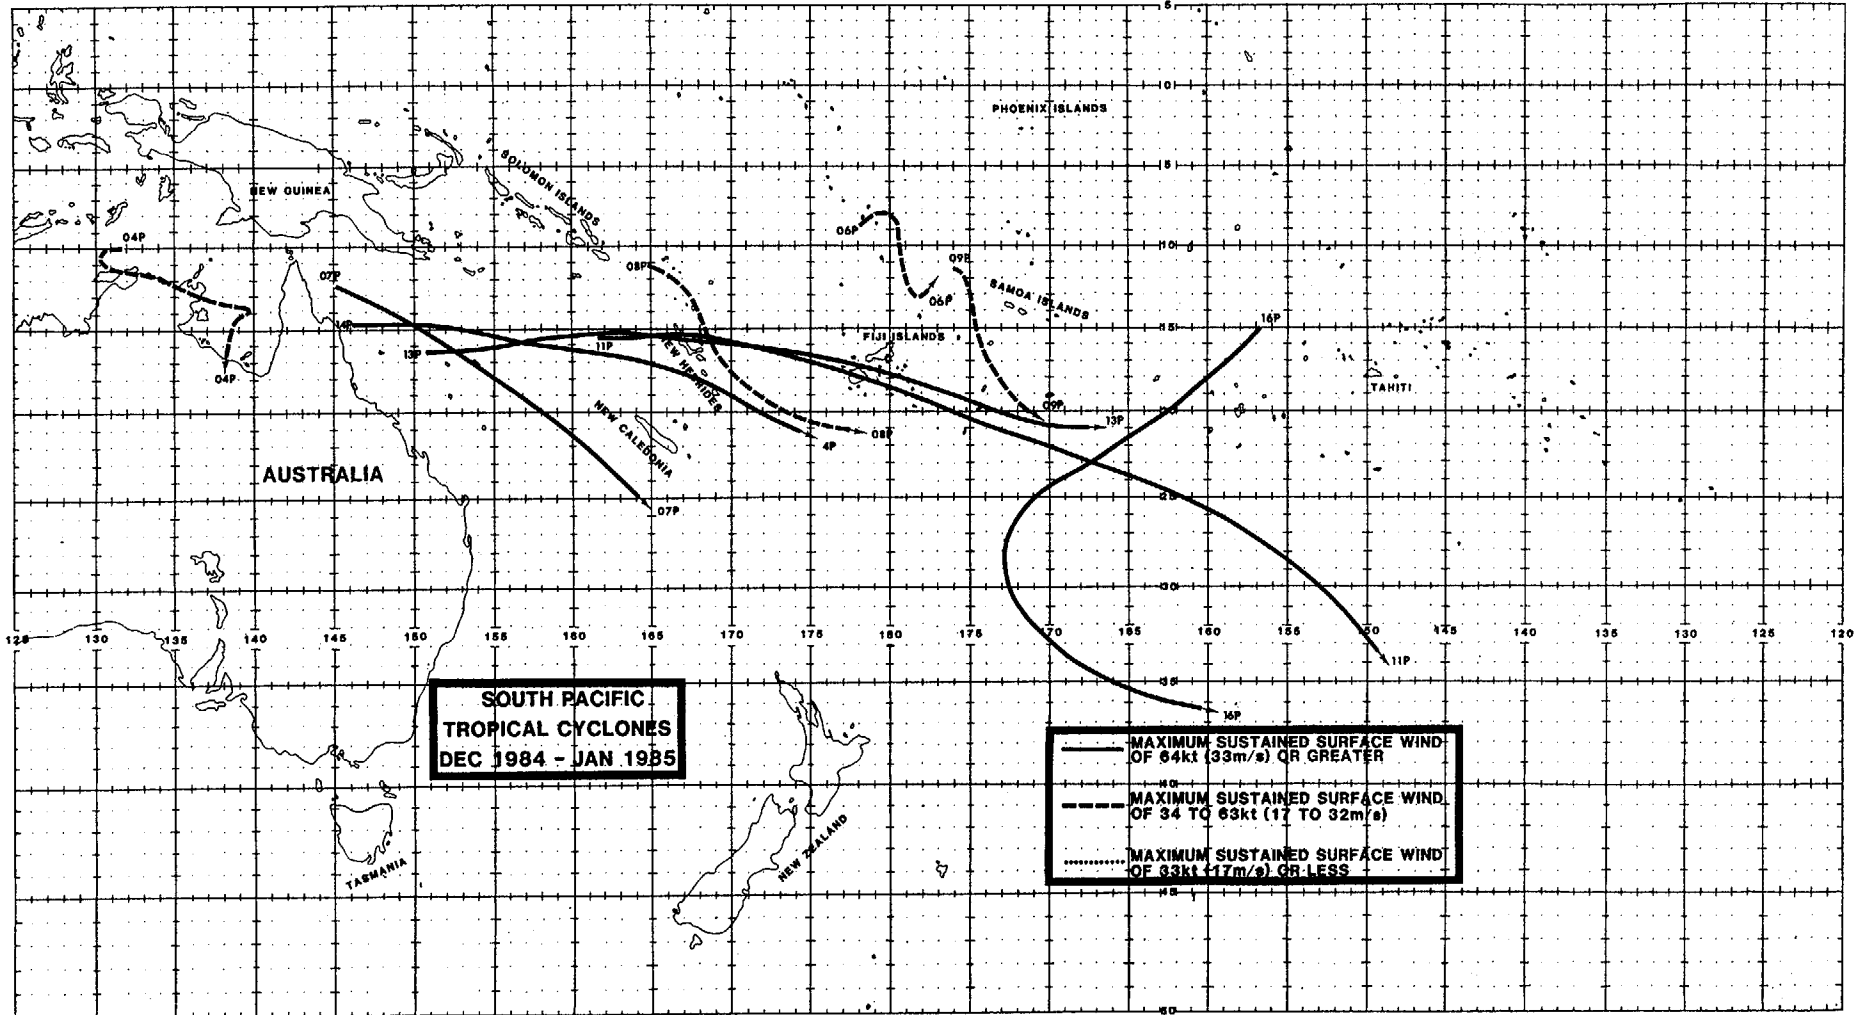 5
10
PHOENIX ISLANDS
5
SOLOMON ISLANDS
NEW GUINEA
04P
06P
10
09P
08P
07P
06P
SAMOA ISLANDS
14P
15
16P
FIJI ISLANDS
11P
13P
NEW HEBRIDES
04P
TAHITI
09P
NEW CALEDONIA
13P
08P
4P
AUSTRALIA
25
07P
30
125 130 135 140 145 150 155 160 165 170 175 180 175 170 165 160 155 150 145 140 135 130 125 120
11P
35
SOUTH PACIFIC
TROPICAL CYCLONES
DEC 1984 - JAN 1985
16P
MAXIMUM SUSTAINED SURFACE WIND
OF 64kt (33m/s) OR GREATER
40
MAXIMUM SUSTAINED SURFACE WIND
OF 34 TO 63kt (17 TO 32m/s)
MAXIMUM SUSTAINED SURFACE WIND
OF 33kt (17m/s) OR LESS
TASMANIA
NEW ZEALAND
45
50